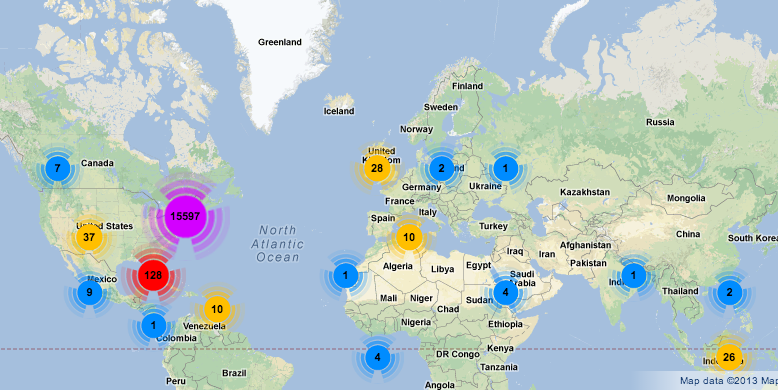 Greenland
Iceland
Finland
Sweden
Norway
Russia
United
Kingdom
28
2
1
7
Canada
Germany
Ukraine
Kazakhstan
Mongolia
France
15597
Spain
Italy
Turkey
37
United States
North
Atlantic
Ocean
10
China
South Korea
Afghanistan
Iraq
Iran
Pakistan
Algeria
Libya
Egypt
Saudi
Arabia
128
Mexico
9
1
4
1
2
Thailand
Mali
Niger
Chad
Sudan
10
Nigeria
Ethiopia
1
Venezuela
Colombia
4
DR Congo
Kenya
26
Tanzania
Brazil
Peru
Angola
Map data ©2013 Ma